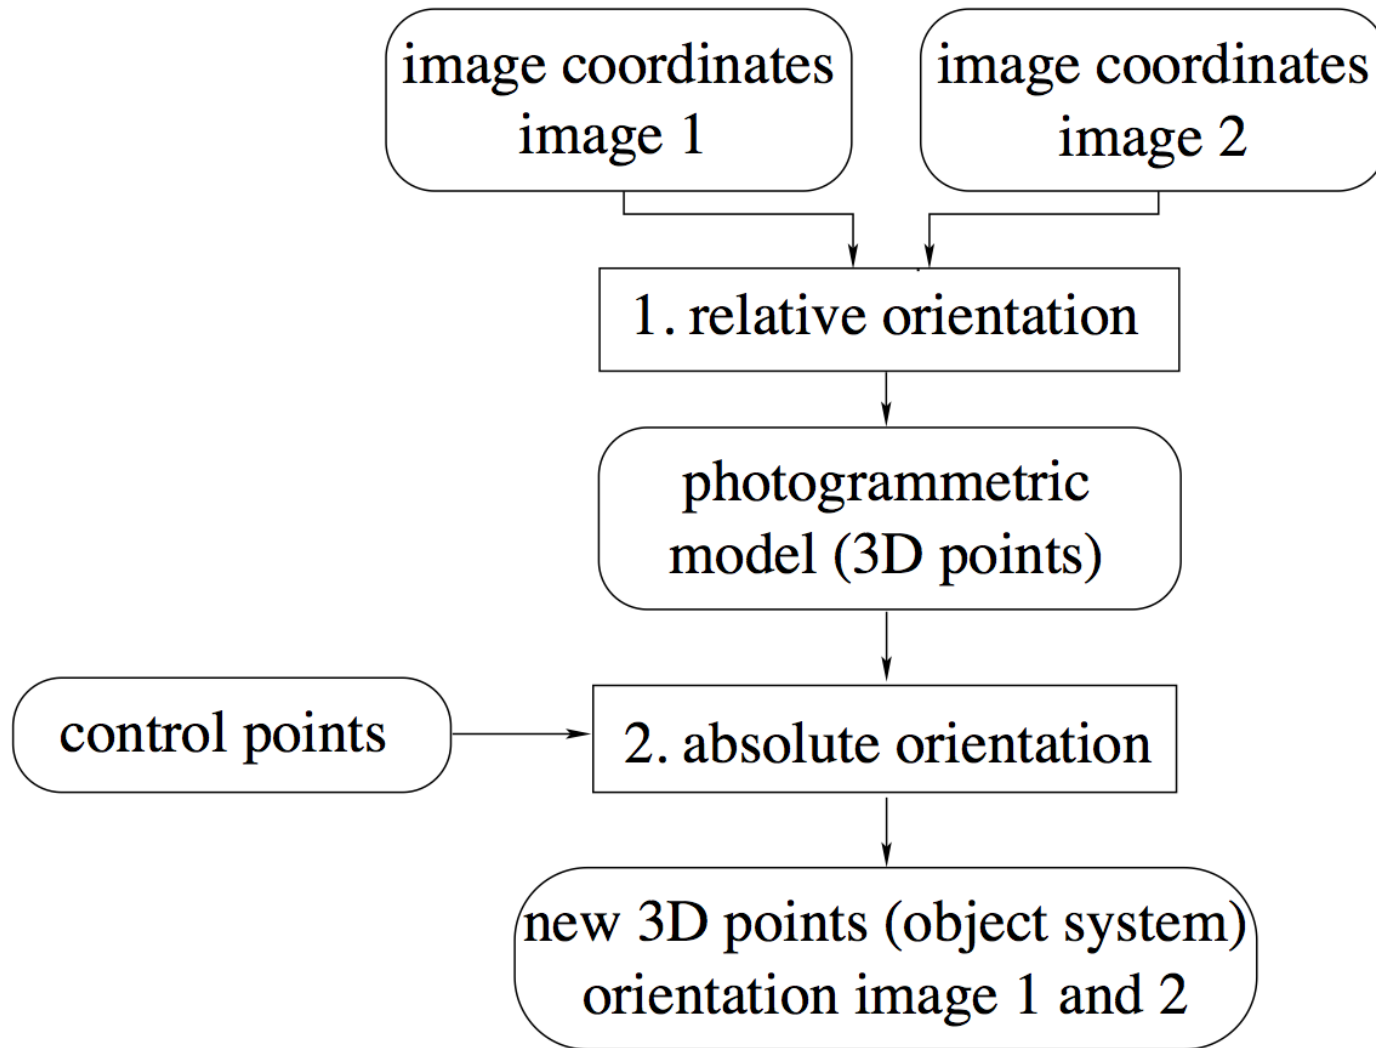 image coordinates
image 1
image coordinates
image 2
1. relative orientation
photogrammetric
model (3D points)
control points
2. absolute orientation
new 3D points (object system)
orientation image 1 and 2